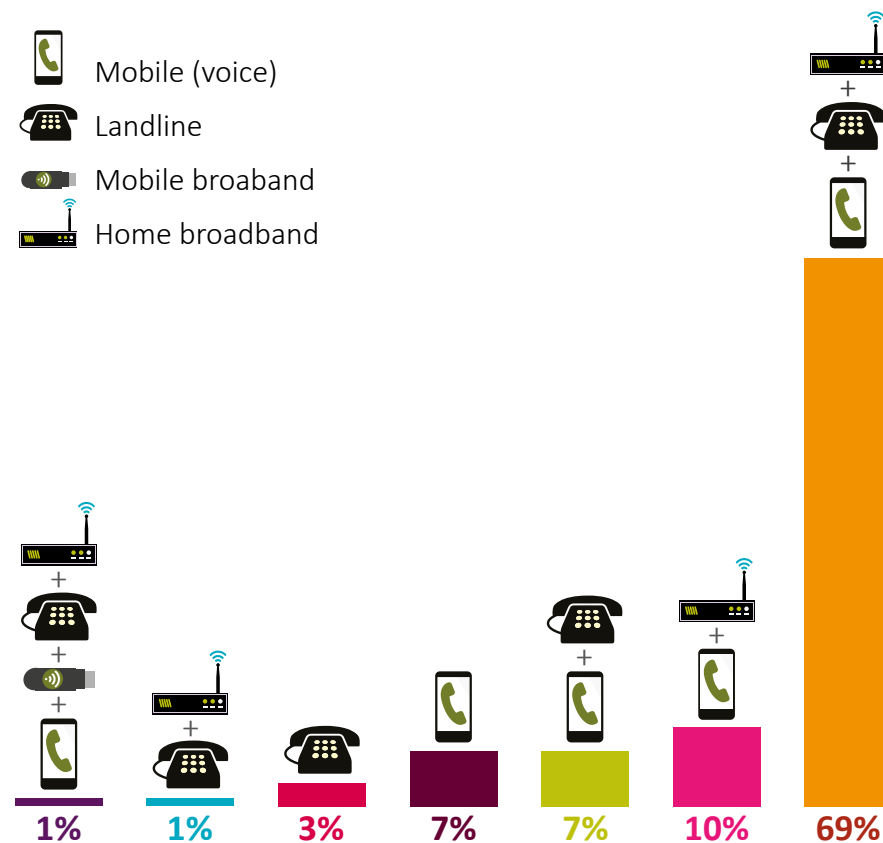 Mobile (voice)
Landline
Mobile broaband
Home broadband
+
+
+
+
+
+
+
+
1% 1% 3% 7% 7% 10% 69%